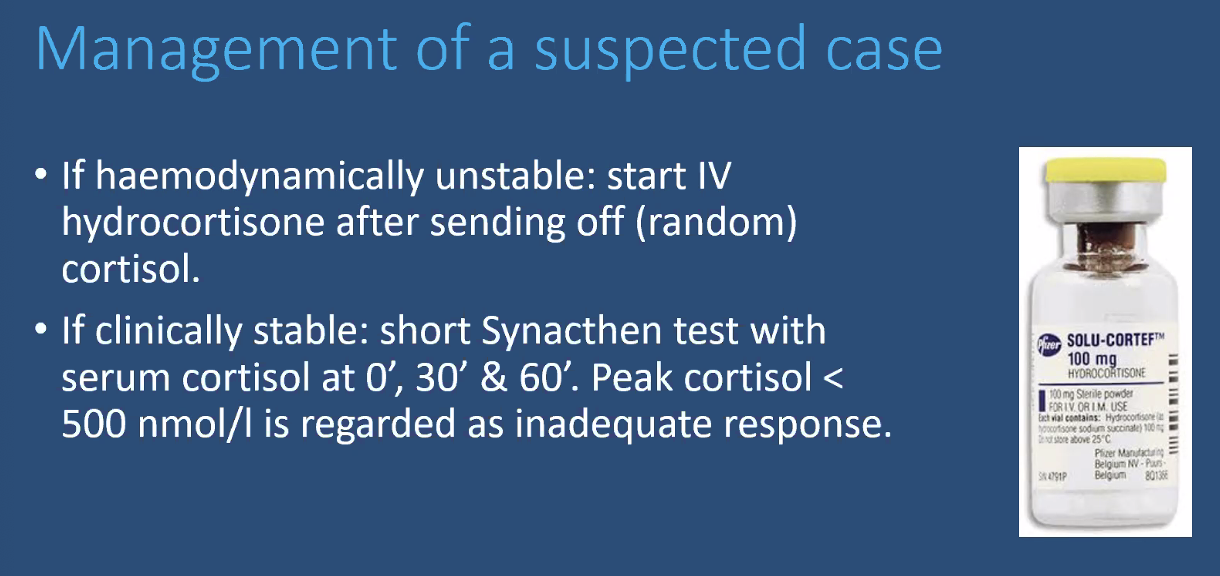 Management of a suspected case
• If haemodynamically unstable: start IV
hydrocortisone after sending off (random)
cortisol.
• If clinically stable: short Synacthen test with
serum cortisol at 0’, 30’ & 60’. Peak cortisol <
500 nmol/l is regarded as inadequate response.
Pfizer
SOLU-CORTEF™
100 mg
HYDROCORTISONE
100 mg Sterile powder
FOR I.V. OR I.M. USE
Each vial contains: Hydrocortisone (as
hydrocortisone sodium succinate) 100 mg
Do not store above 25°C.
Pfizer Manufacturing
Belgium NV - Puurs -
Belgium
S/N 4791P
8Q1366